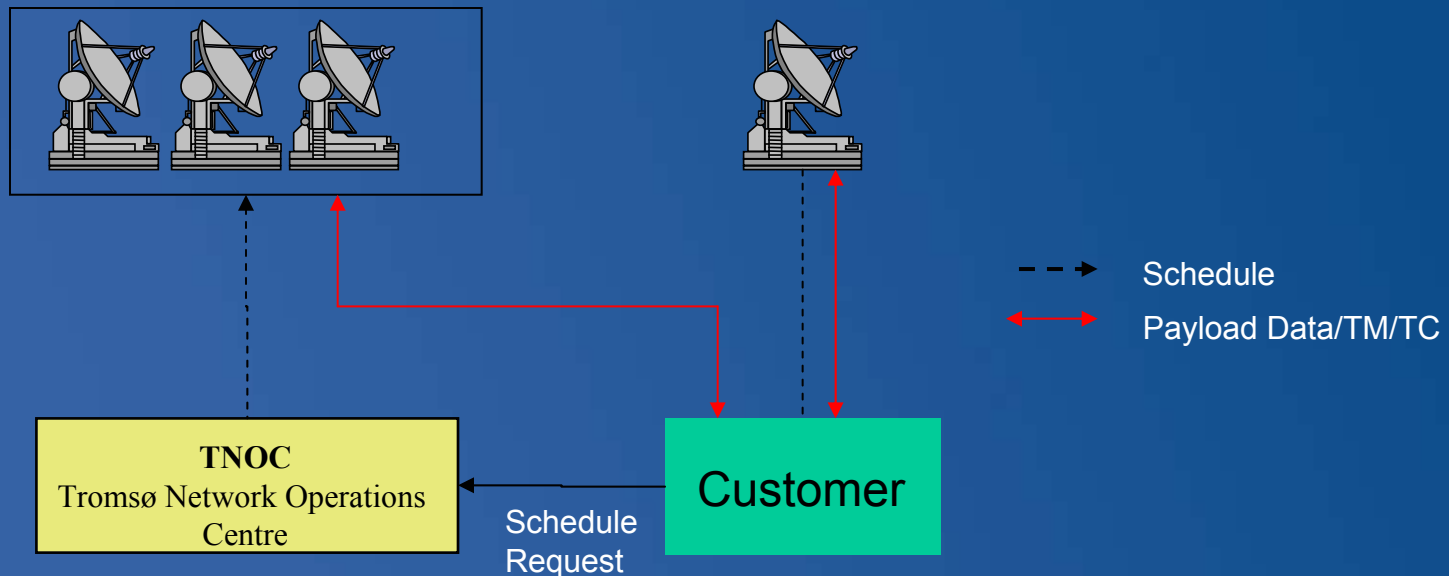 Schedule
Payload Data/TM/TC
TNOC
Tromsø Network Operations
Centre
Customer
Schedule
Request